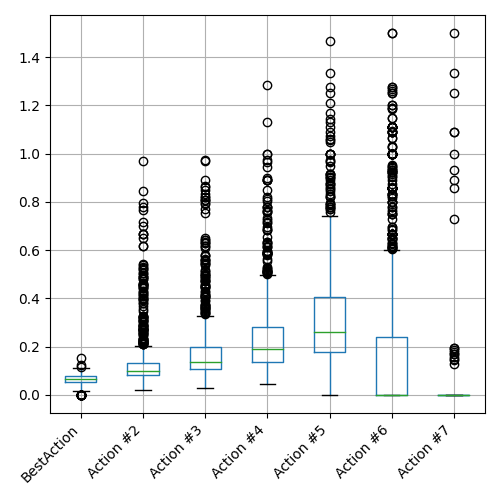 1.4
1.2
1.0
0.8
0.6
0.4
0.2
0.0
BestAction
Action #2
Action #3
Action #4
Action #5
Action #6
Action #7